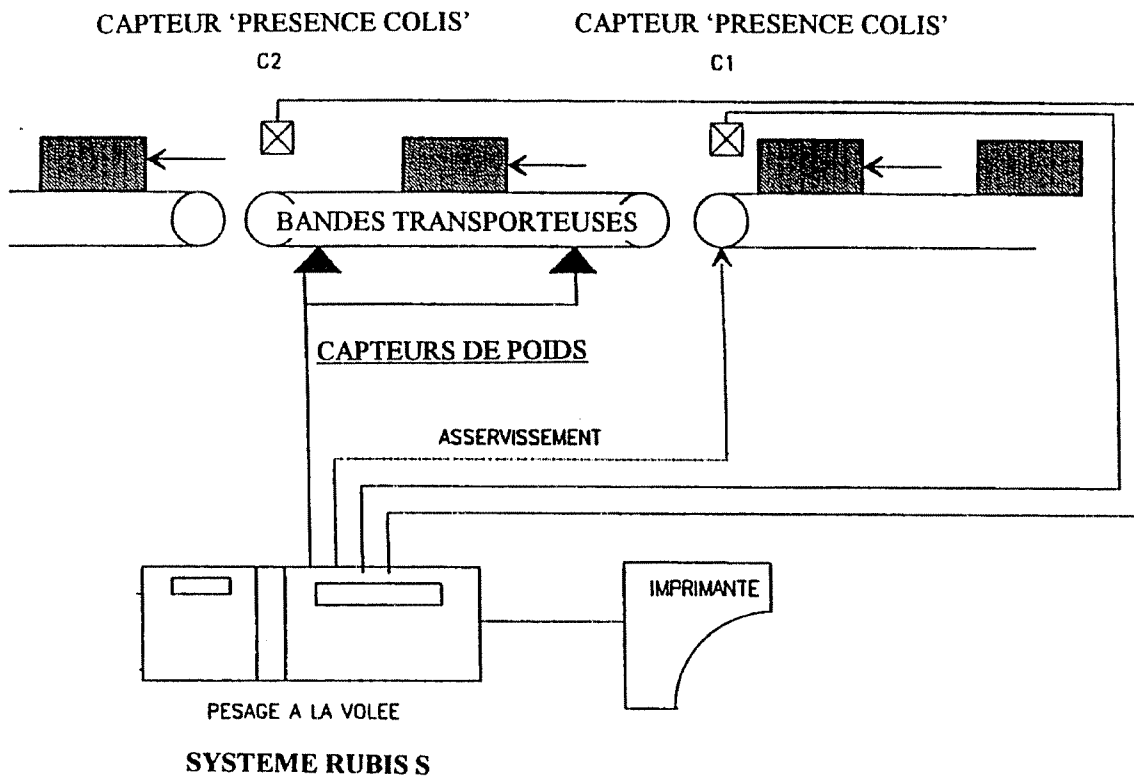 CAPTEUR 'PRESENCE COLIS'
CAPTEUR 'PRESENCE COLIS'
C2
C1
BANDES TRANSPORTEUSES
CAPTEURS DE POIDS
ASSERVISSEMENT
IMPRIMANTE
PESAGE A LA VOLEE
SYSTEME RUBIS S